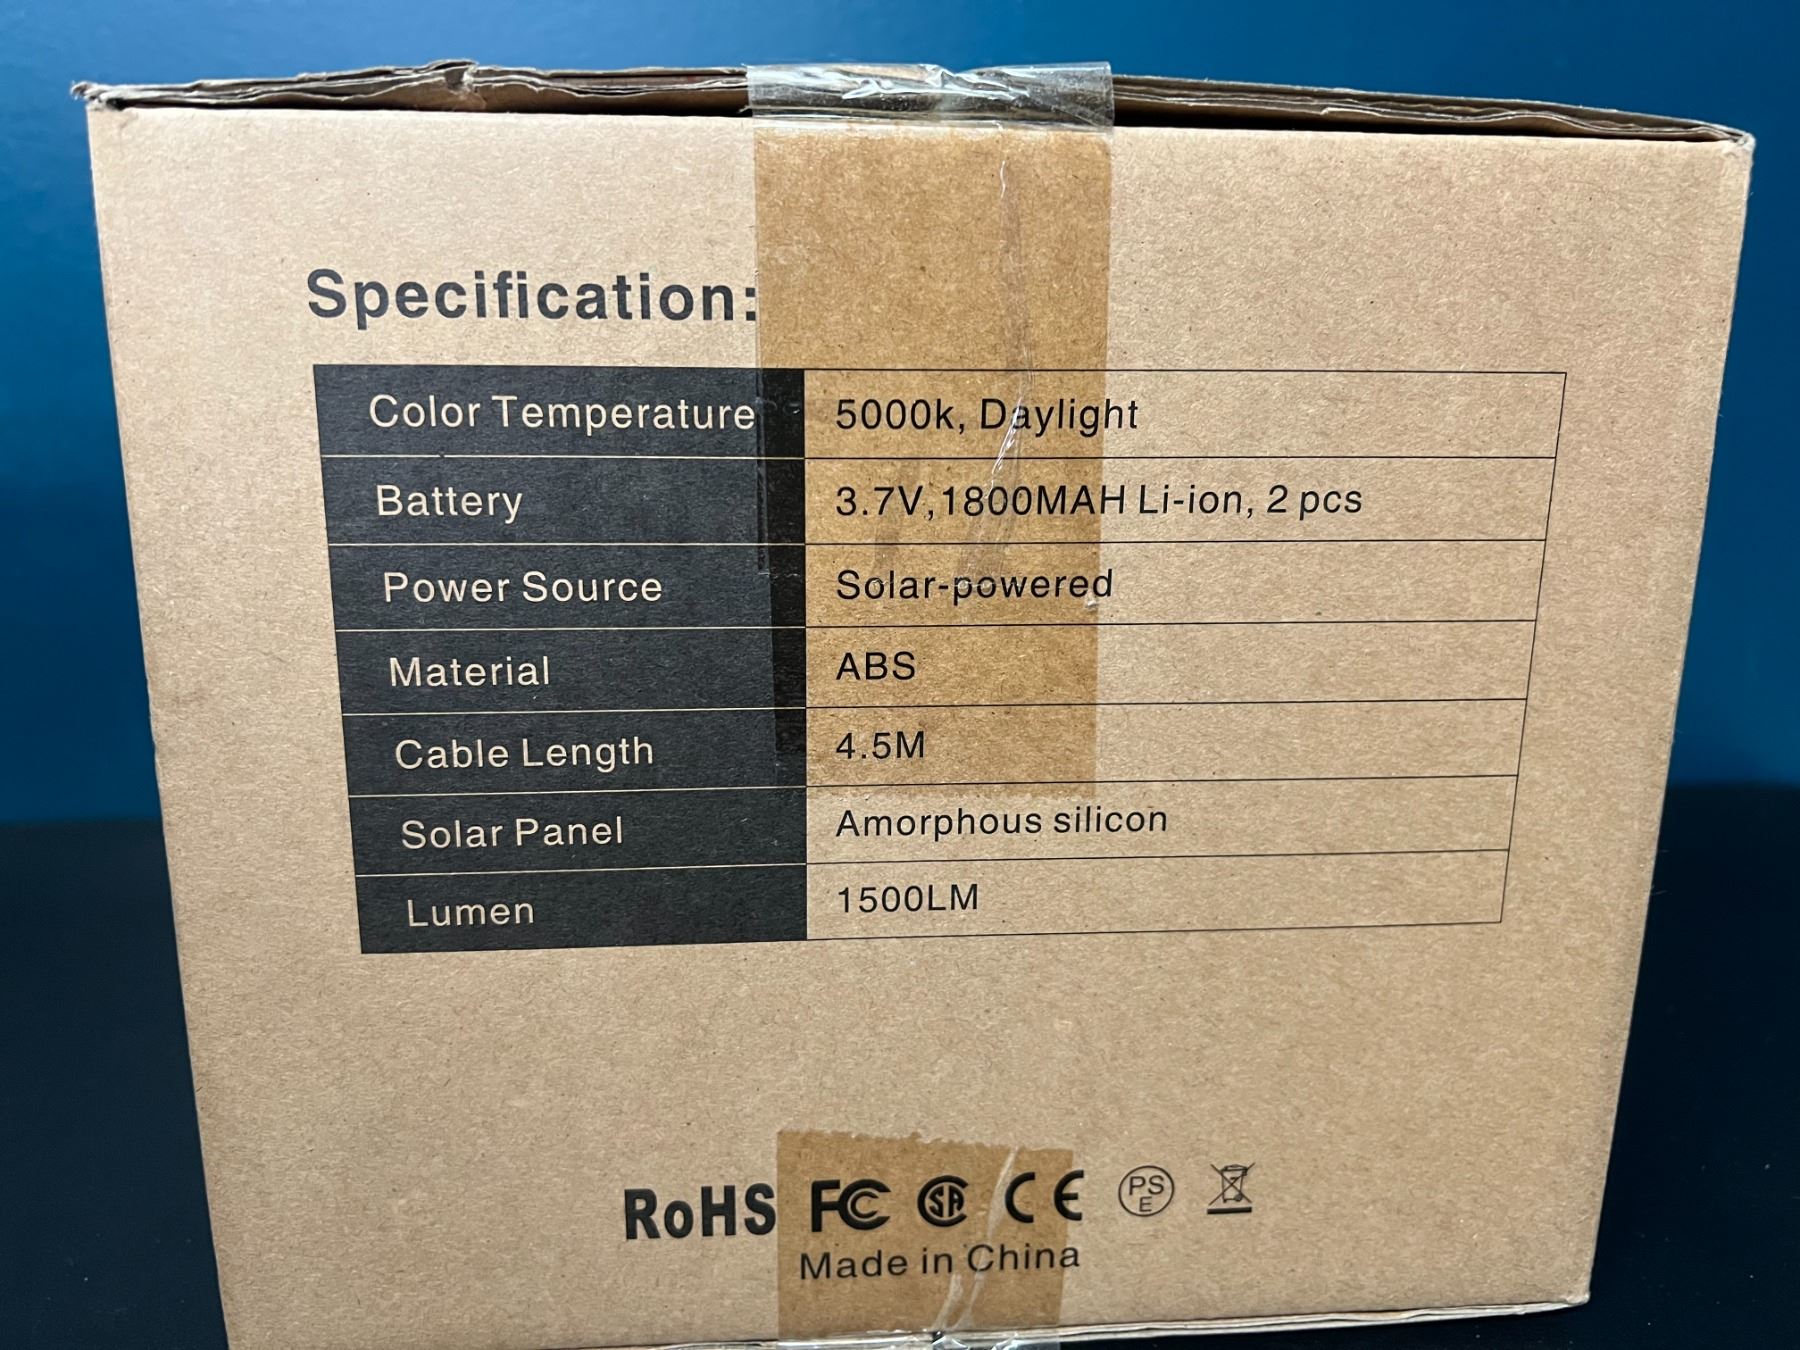 Specification:
Color Temperature 5000k, Daylight
Battery 3.7V,1800MAH Li-ion, 2 pcs
Power Source Solar-powered
Material ABS
Cable Length 4.5M
Solar Panel Amorphous silicon
Lumen 1500LM
RoHS FC SA CE PSE
Made in China